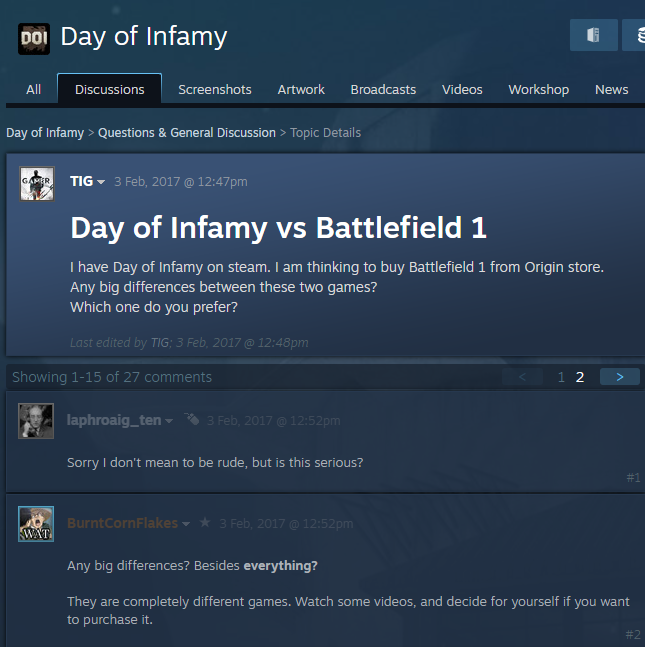 DOI Day of Infamy
All Discussions Screenshots Artwork Broadcasts Videos Workshop News
Day of Infamy > Questions & General Discussion > Topic Details
GAMER
TIG 3 Feb, 2017 @ 12:47pm
Day of Infamy vs Battlefield 1
I have Day of Infamy on steam. I am thinking to buy Battlefield 1 from Origin store.
Any big differences between these two games?
Which one do you prefer?
Last edited by TIG; 3 Feb, 2017 @ 12:48pm
Showing 1-15 of 27 comments < 1 2 >
laphroaig_ten 3 Feb, 2017 @ 12:52pm
Sorry I don't mean to be rude, but is this serious?
#1
WAT
BurntCornFlakes 3 Feb, 2017 @ 12:52pm
Any big differences? Besides everything?
They are completely different games. Watch some videos, and decide for yourself if you want
to purchase it.
#2